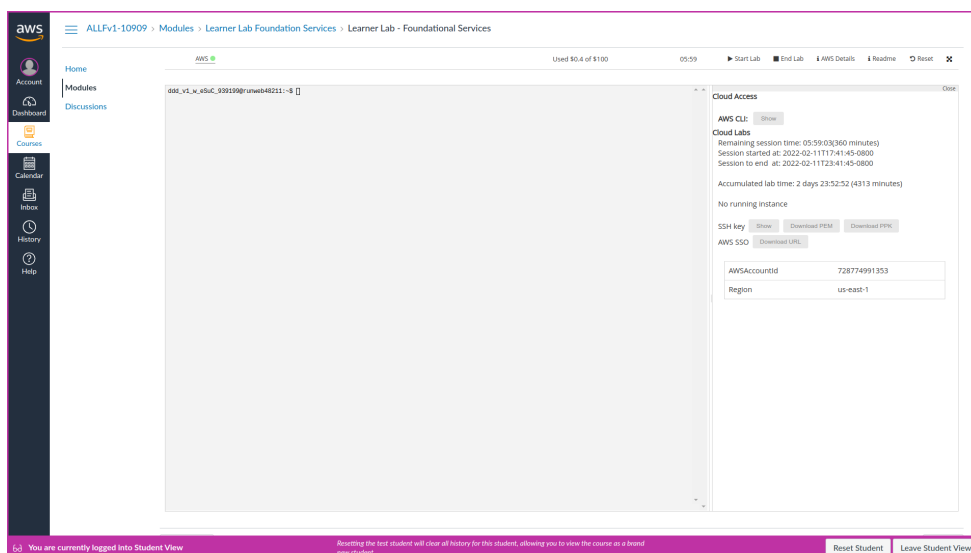 aws
ALLFv1-10909 > Modules > Learner Lab Foundation Services > Learner Lab - Foundational Services
Account
Dashboard
Courses
Calendar
Inbox
History
Help
Home
Modules
Discussions
AWS
Used $0.4 of $100
05:59
Start Lab
End Lab
AWS Details
Readme
Reset
ddd_v1_w_eSuC_939199@runweb48211:~$
Close
Cloud Access
AWS CLI: Show
Cloud Labs
Remaining session time: 05:59:03(360 minutes)
Session started at: 2022-02-11T17:41:45-0800
Session to end at: 2022-02-11T23:41:45-0800
Accumulated lab time: 2 days 23:52:52 (4313 minutes)
No running instance
SSH key Show Download PEM Download PPK
AWS SSO Download URL
AWSAccountId 728774991353
Region us-east-1
You are currently logged into Student View
Resetting the test student will clear all history for this student, allowing you to view the course as a brand
new student.
Reset Student
Leave Student View